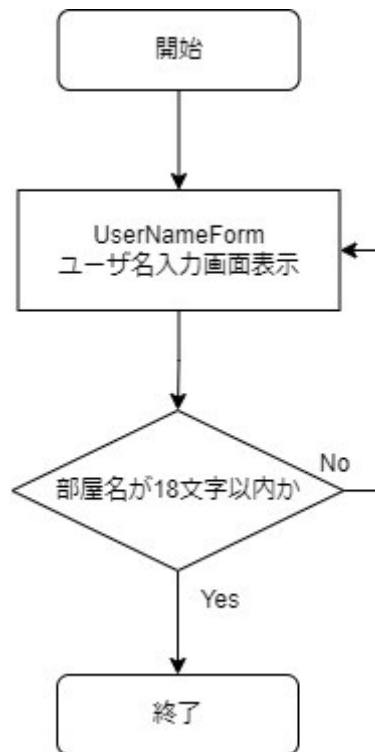 開始
UserNameForm
ユーザ名入力画面表示
部屋名が18文字以内か
No
Yes
終了